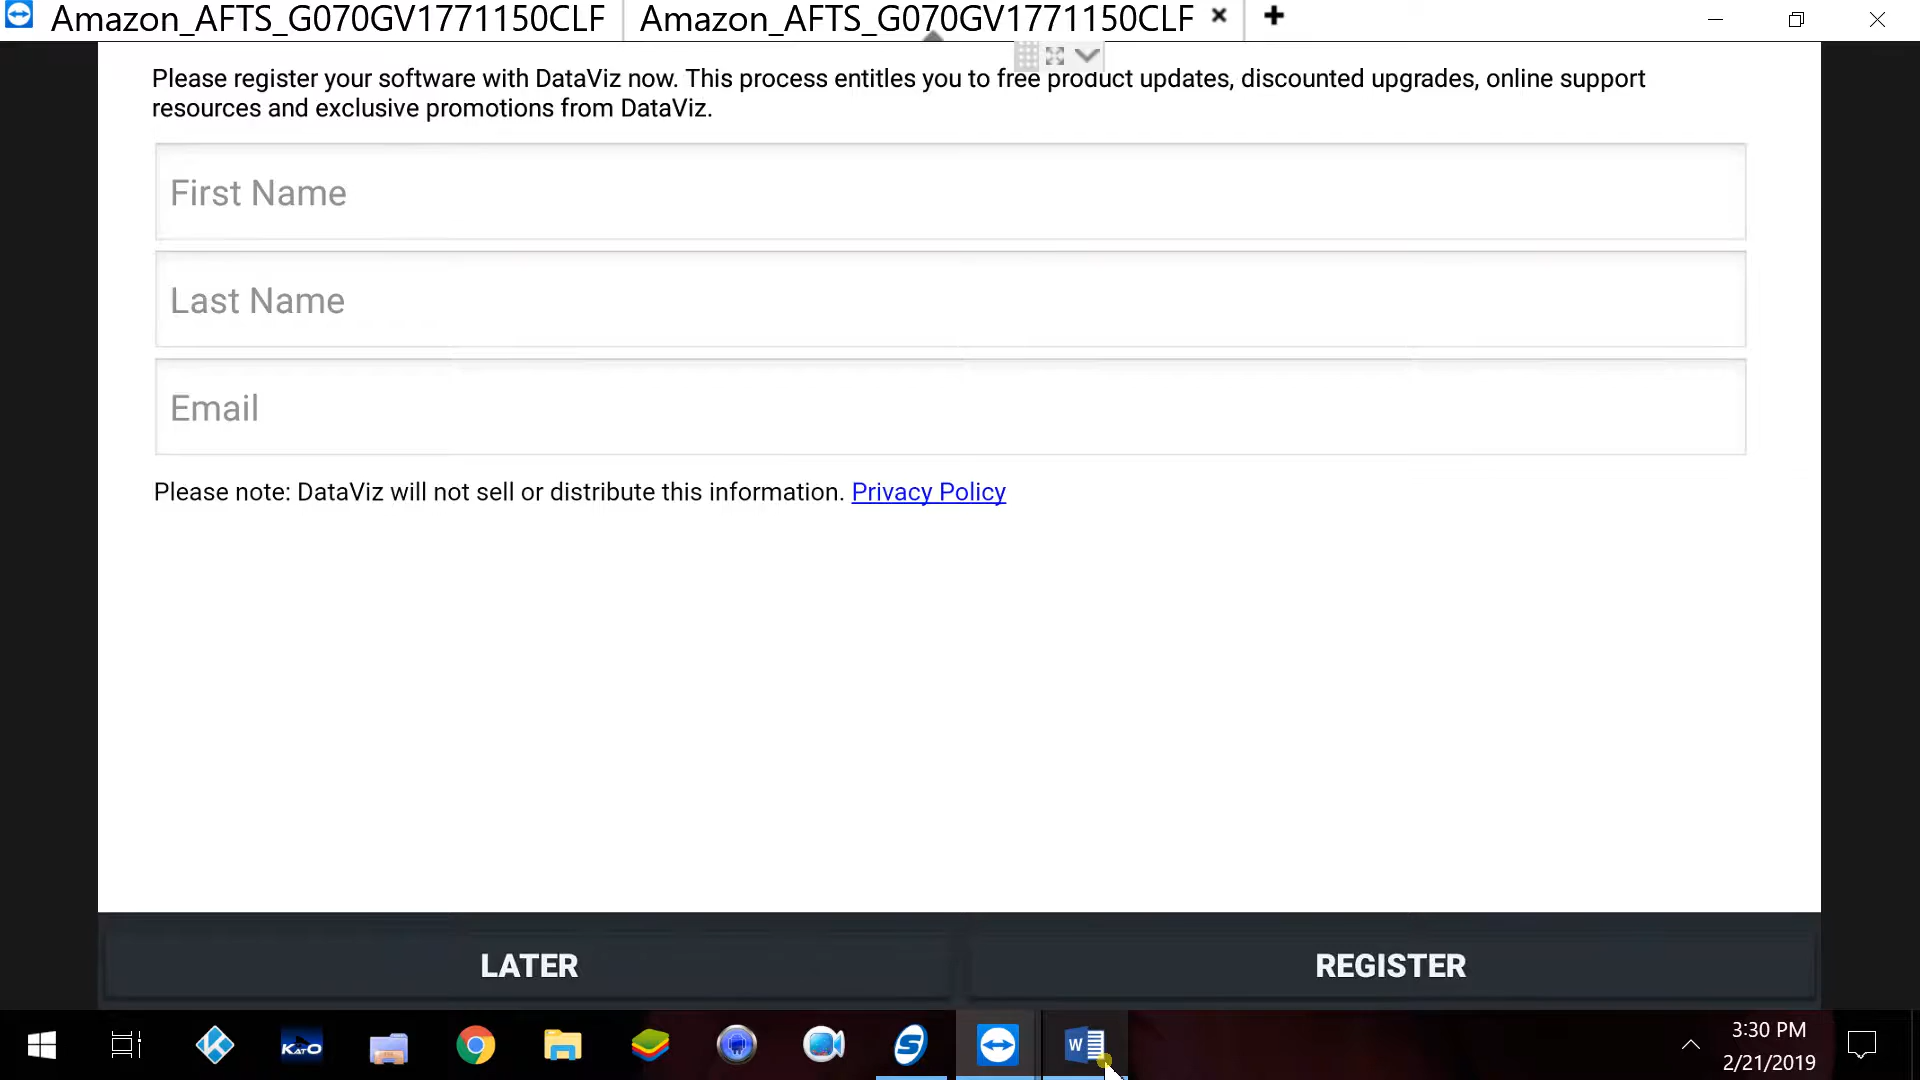 Amazon_AFTS_G070GV1771150CLF Amazon_AFTS_G070GV1771150CLF
Please register your software with DataViz now. This process entitles you to free product updates, discounted upgrades, online support
resources and exclusive promotions from DataViz.
First Name
Last Name
Email
Please note: DataViz will not sell or distribute this information. Privacy Policy
LATER REGISTER
KATO
S
W
3:30 PM
2/21/2019